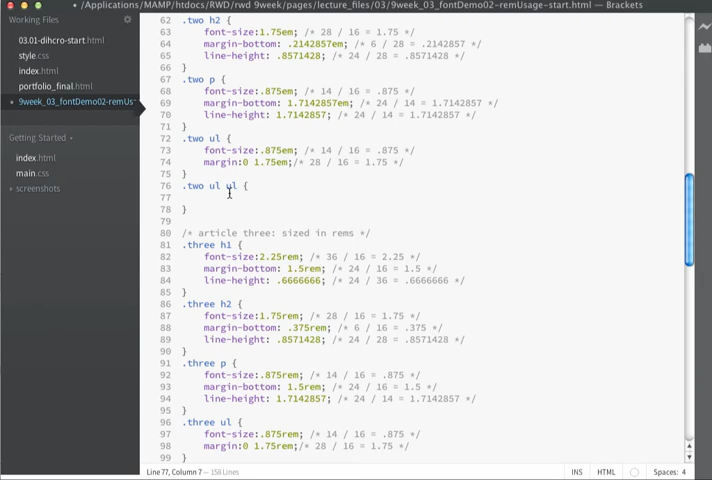 /Applications/MAMP/htdocs/RWD/rwd 9week/pages/lecture_files/03/9week_03_fontDemo02-remUsage-start.html — Brackets
Working Files
03.01-dihcro-start.html
style.css
index.html
portfolio_final.html
• 9week_03_fontDemo02-remUs
Getting Started
index.html
main.css
screenshots
62 .two h2 {
63 font-size:1.75em; /* 28 / 16 = 1.75 */
64 margin-bottom: .2142857em; /* 6 / 28 = .2142857 */
65 line-height: .8571428; /* 24 / 28 = .8571428 */
66 }
67 .two p {
68 font-size:.875em; /* 14 / 16 = .875 */
69 margin-bottom: 1.7142857em; /* 24 / 14 = 1.7142857 */
70 line-height: 1.7142857; /* 24 / 14 = 1.7142857 */
71 }
72 .two ul {
73 font-size:.875em; /* 14 / 16 = .875 */
74 margin:0 1.75em;/* 28 / 16 = 1.75 */
75 }
76 .two ul ul {
77
78 }
79
80 /* article three: sized in rems */
81 .three h1 {
82 font-size:2.25rem; /* 36 / 16 = 2.25 */
83 margin-bottom: 1.5rem; /* 24 / 16 = 1.5 */
84 line-height: .6666666; /* 24 / 36 = .6666666 */
85 }
86 .three h2 {
87 font-size:1.75rem; /* 28 / 16 = 1.75 */
88 margin-bottom: .375rem; /* 6 / 16 = .375 */
89 line-height: .8571428; /* 24 / 28 = .8571428 */
90 }
91 .three p {
92 font-size:.875rem; /* 14 / 16 = .875 */
93 margin-bottom: 1.5rem; /* 24 / 16 = 1.5 */
94 line-height: 1.7142857; /* 24 / 14 = 1.7142857 */
95 }
96 .three ul {
97 font-size:.875rem; /* 14 / 16 = .875 */
98 margin:0 1.75rem;/* 28 / 16 = 1.75 */
99 }
Line 77, Column 7 — 158 Lines
INS HTML Spaces: 4